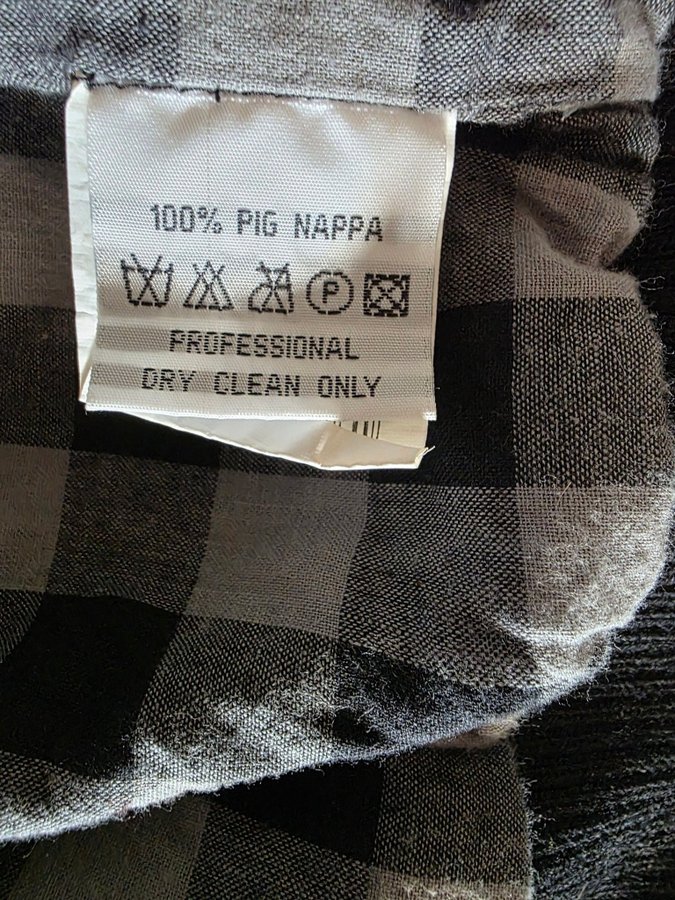 100% PIG NAPPA
P
PROFESSIONAL
DRY CLEAN ONLY